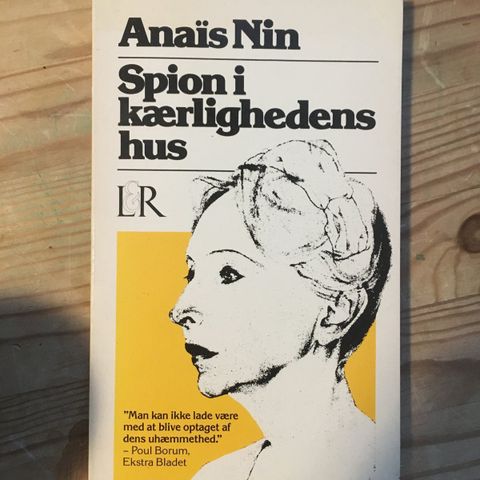 Anaïs Nin
Spion i
kærlighedens
hus
L&R
"Man kan ikke lade være
med at blive optaget af
dens uhæmmethed."
– Poul Borum,
Ekstra Bladet